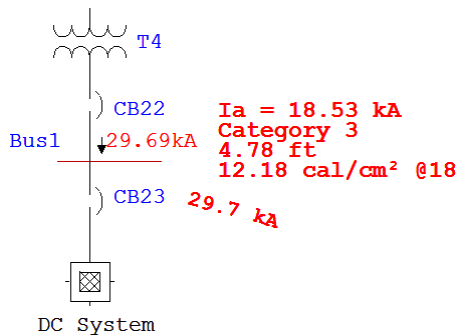 T4
CB22
Ia = 18.53 kA
Category 3
4.78 ft
12.18 cal/cm² @18
Bus1
29.69kA
CB23
29.7 kA
DC System